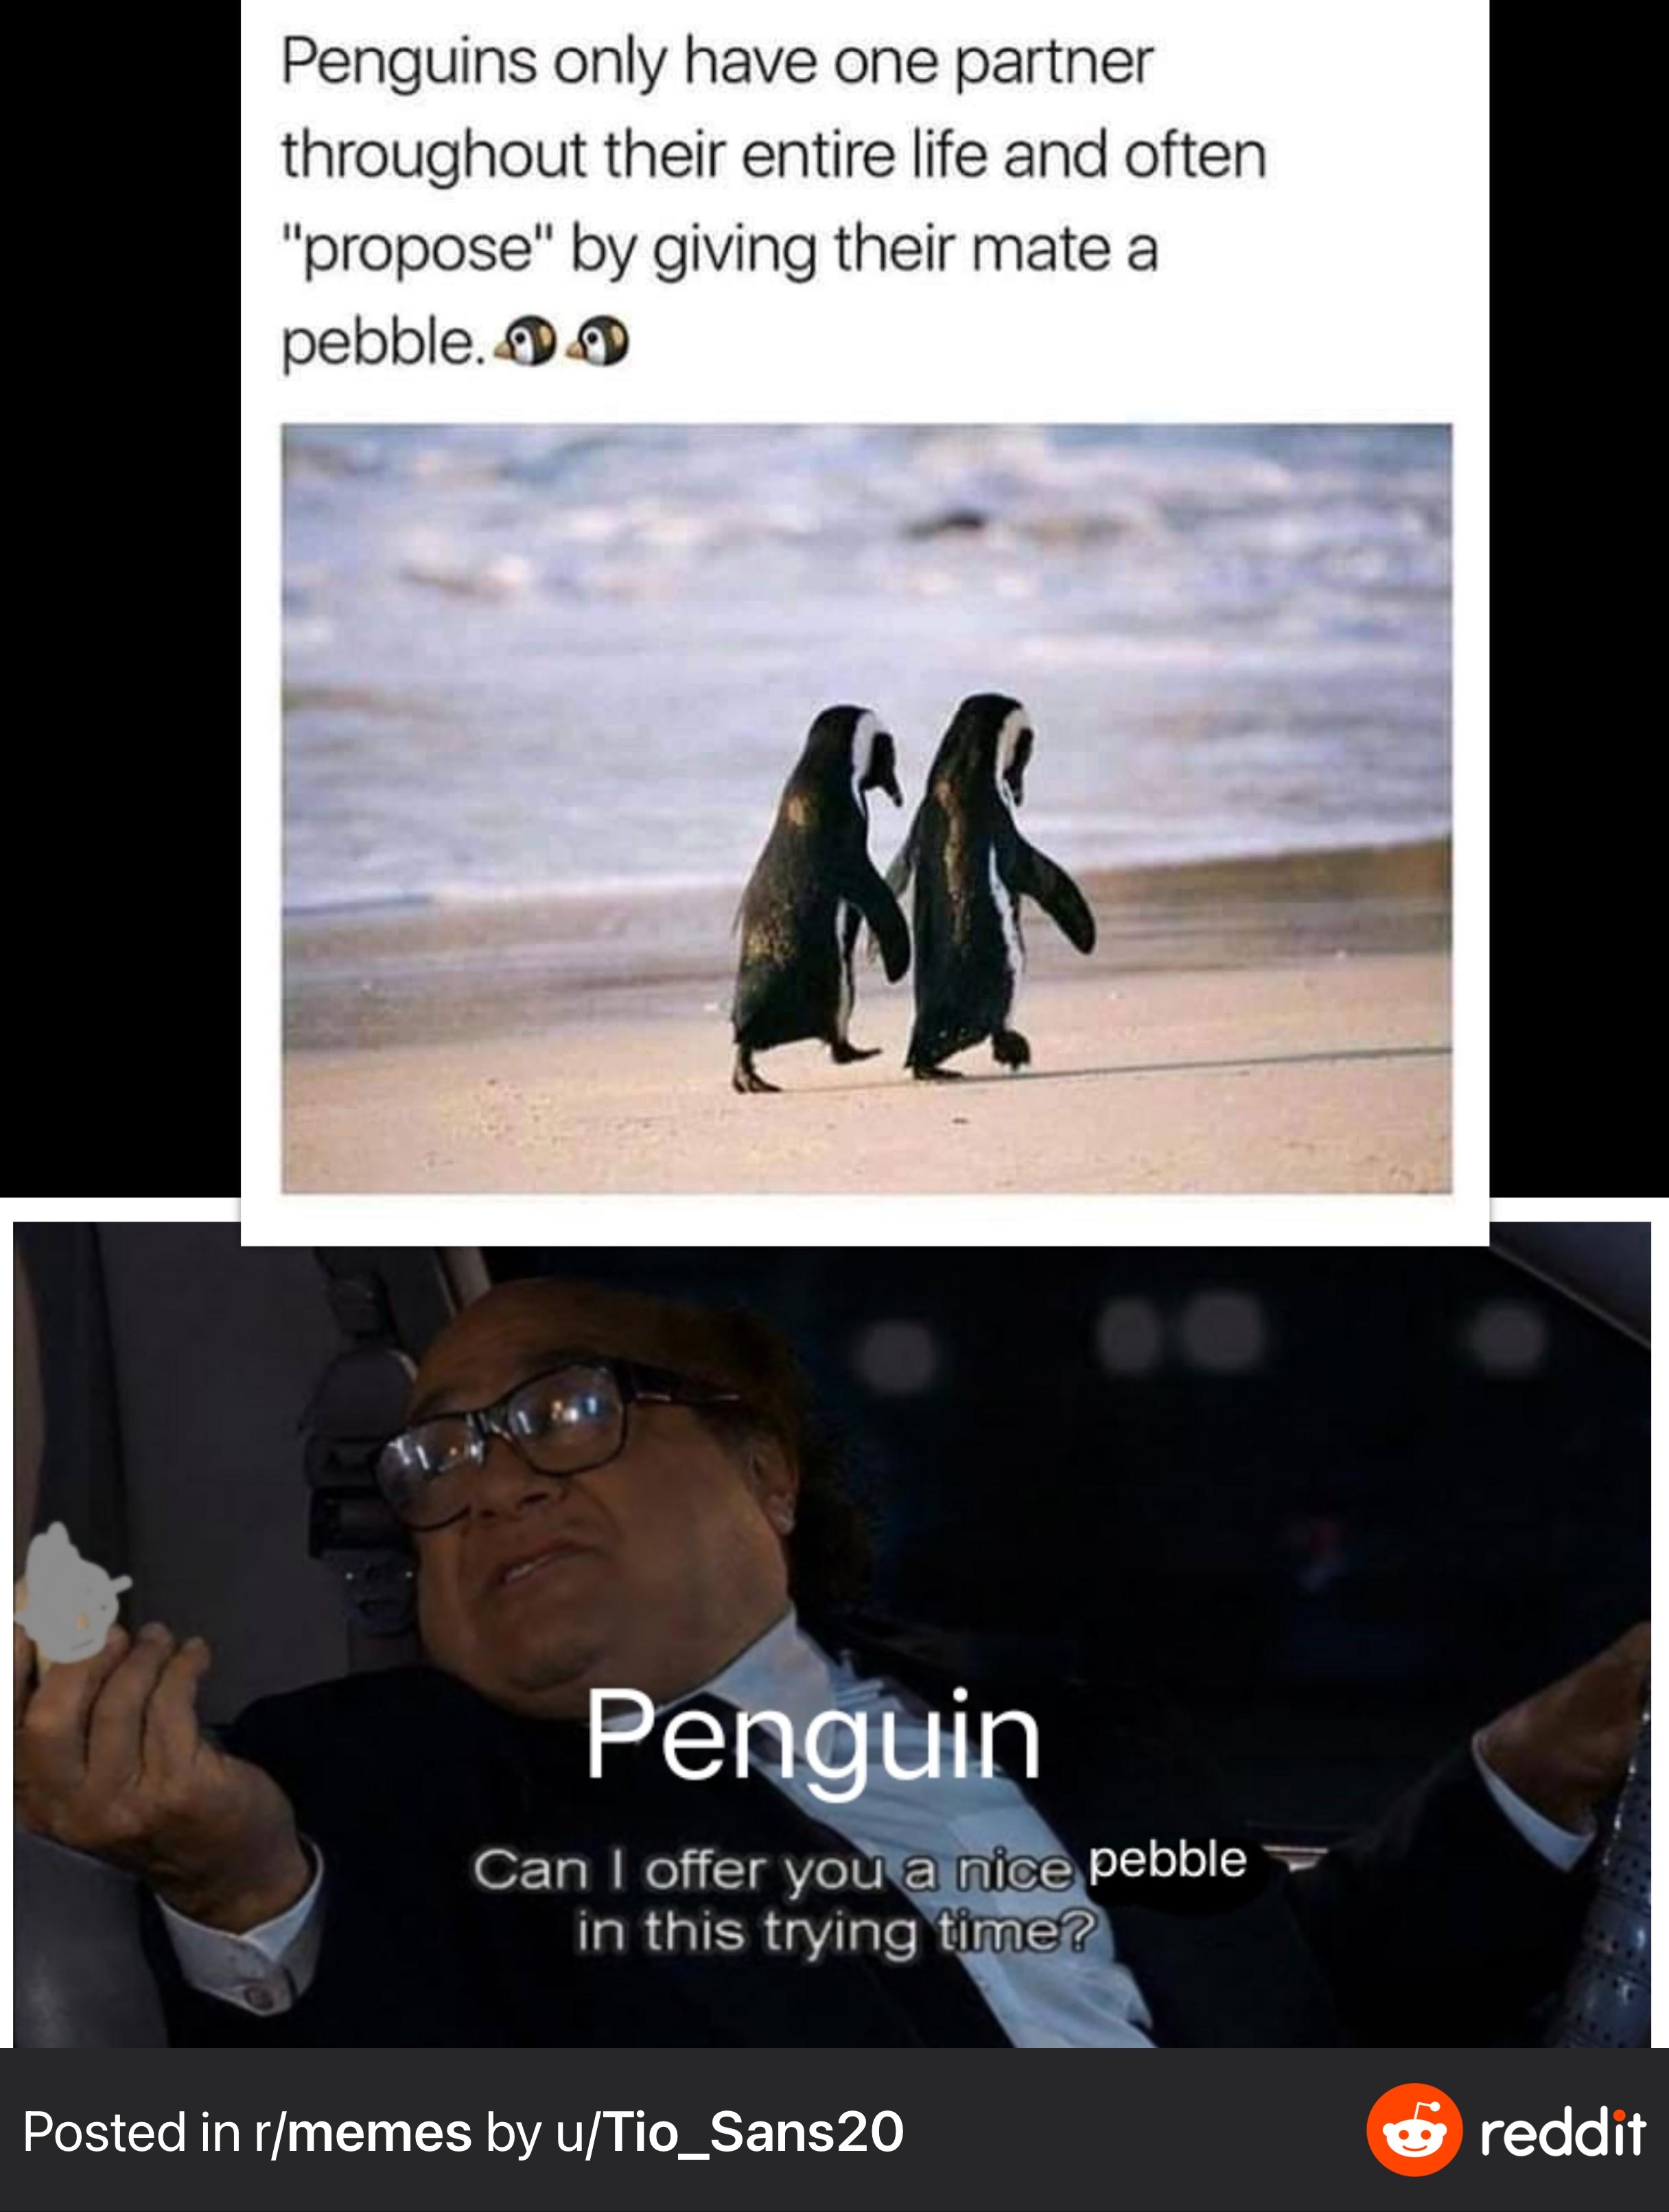 Penguins only have one partner
throughout their entire life and often
"propose" by giving their mate a
pebble.🐧🐧
Penguin
Can I offer you a nice pebble
in this trying time?
Posted in r/memes by u/Tio_Sans20
reddit